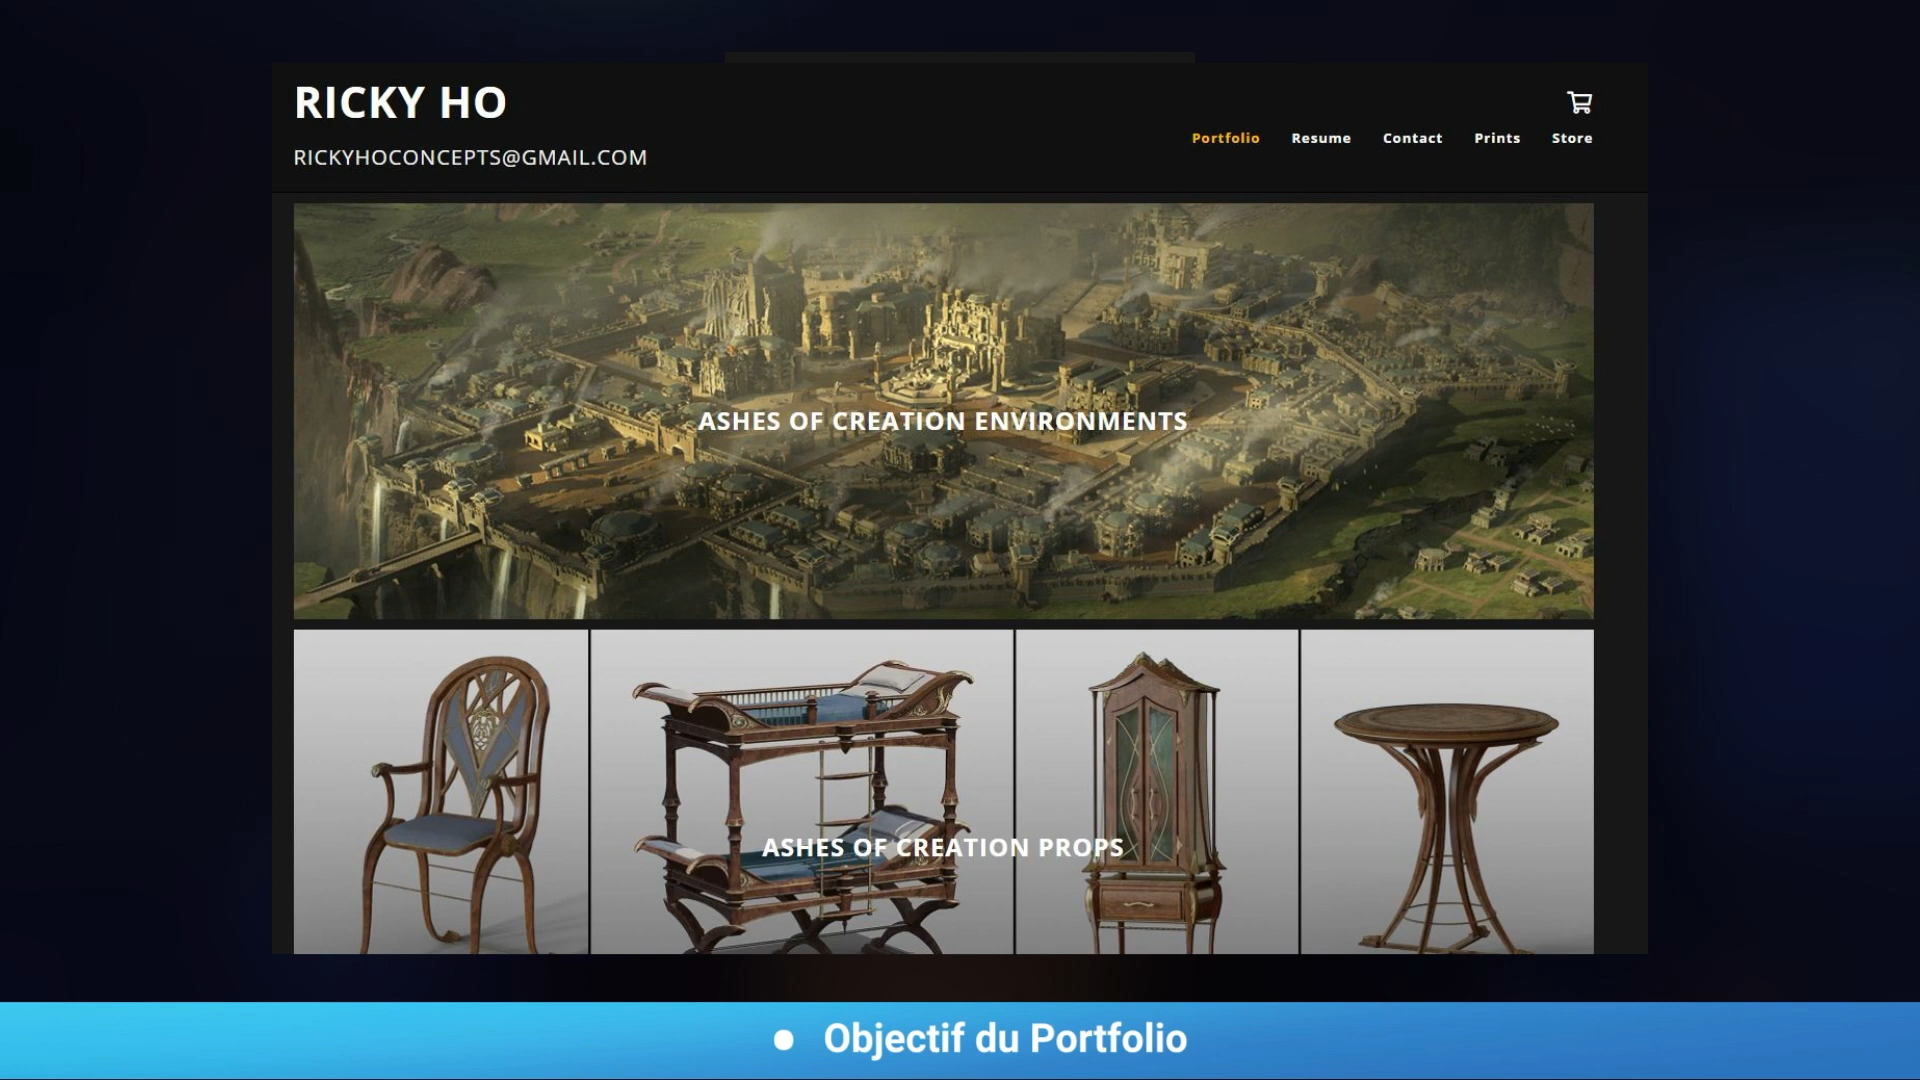 RICKY HO
RICKYHOCONCEPTS@GMAIL.COM
Portfolio Resume Contact Prints Store
ASHES OF CREATION ENVIRONMENTS
ASHES OF CREATION PROPS
• Objectif du Portfolio